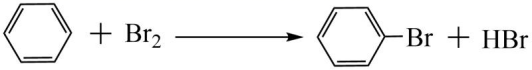 + Br₂ Br + HBr